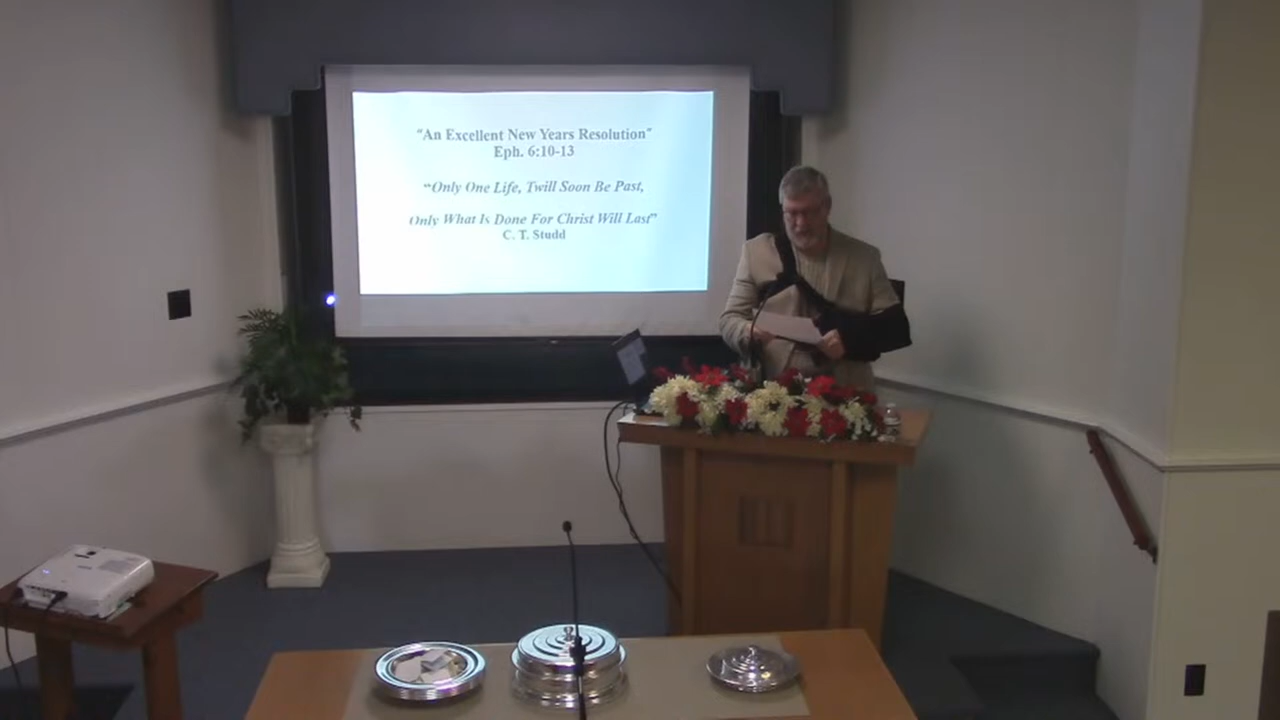 "An Excellent New Years Resolution"
Eph. 6:10-13
"Only One Life, Twill Soon Be Past,
Only What Is Done For Christ Will Last"
C. T. Studd